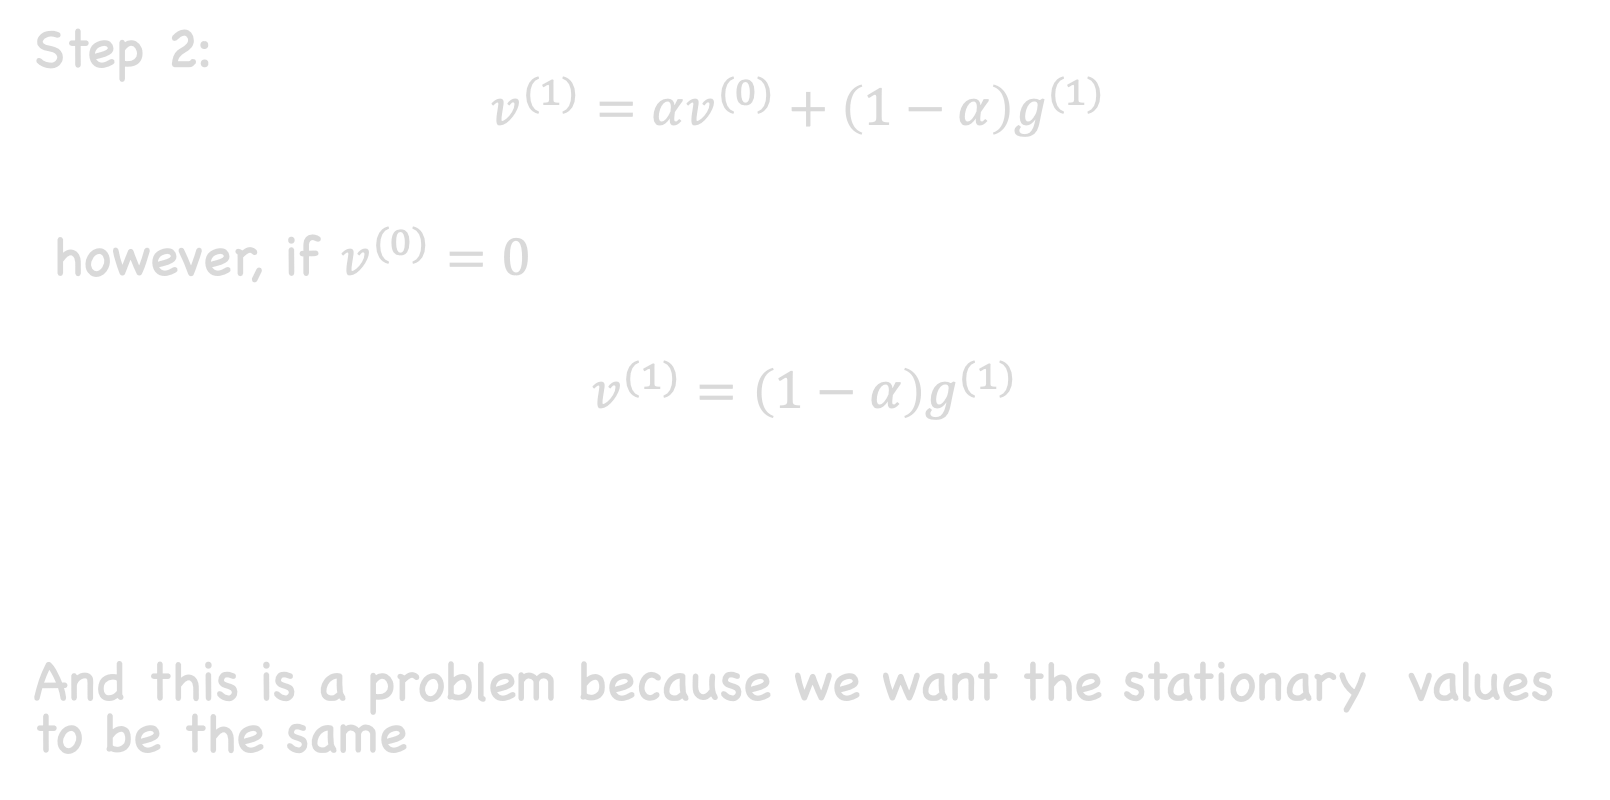 Step 2:
𝑣⁽¹⁾ = 𝛼𝑣⁽⁰⁾ + (1 − 𝛼)𝑔⁽¹⁾
however, if 𝑣⁽⁰⁾ = 0
𝑣⁽¹⁾ = (1 − 𝛼)𝑔⁽¹⁾
And this is a problem because we want the stationary values
to be the same